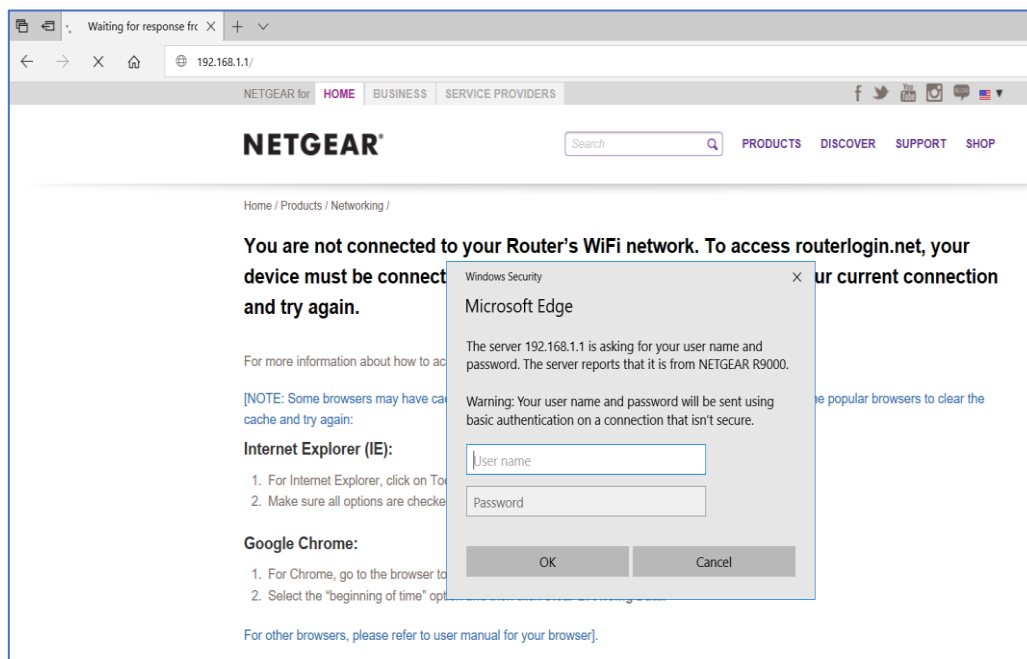 Waiting for response frc
192.168.1.1/
NETGEAR for HOME BUSINESS SERVICE PROVIDERS
You Tube BLOG
NETGEAR®
Search PRODUCTS DISCOVER SUPPORT SHOP
Home / Products / Networking /
You are not connected to your Router's WiFi network. To access routerlogin.net, your
device must be connect ur current connection
and try again.
Windows Security
Microsoft Edge
The server 192.168.1.1 is asking for your user name and
password. The server reports that it is from NETGEAR R9000.
Warning: Your user name and password will be sent using
basic authentication on a connection that isn't secure.
User name
Password
OK Cancel
For more information about how to ac
[NOTE: Some browsers may have ca e popular browsers to clear the
cache and try again:
Internet Explorer (IE):
1. For Internet Explorer, click on To
2. Make sure all options are checke
Google Chrome:
1. For Chrome, go to the browser to
2. Select the “beginning of time” opt
For other browsers, please refer to user manual for your browser].